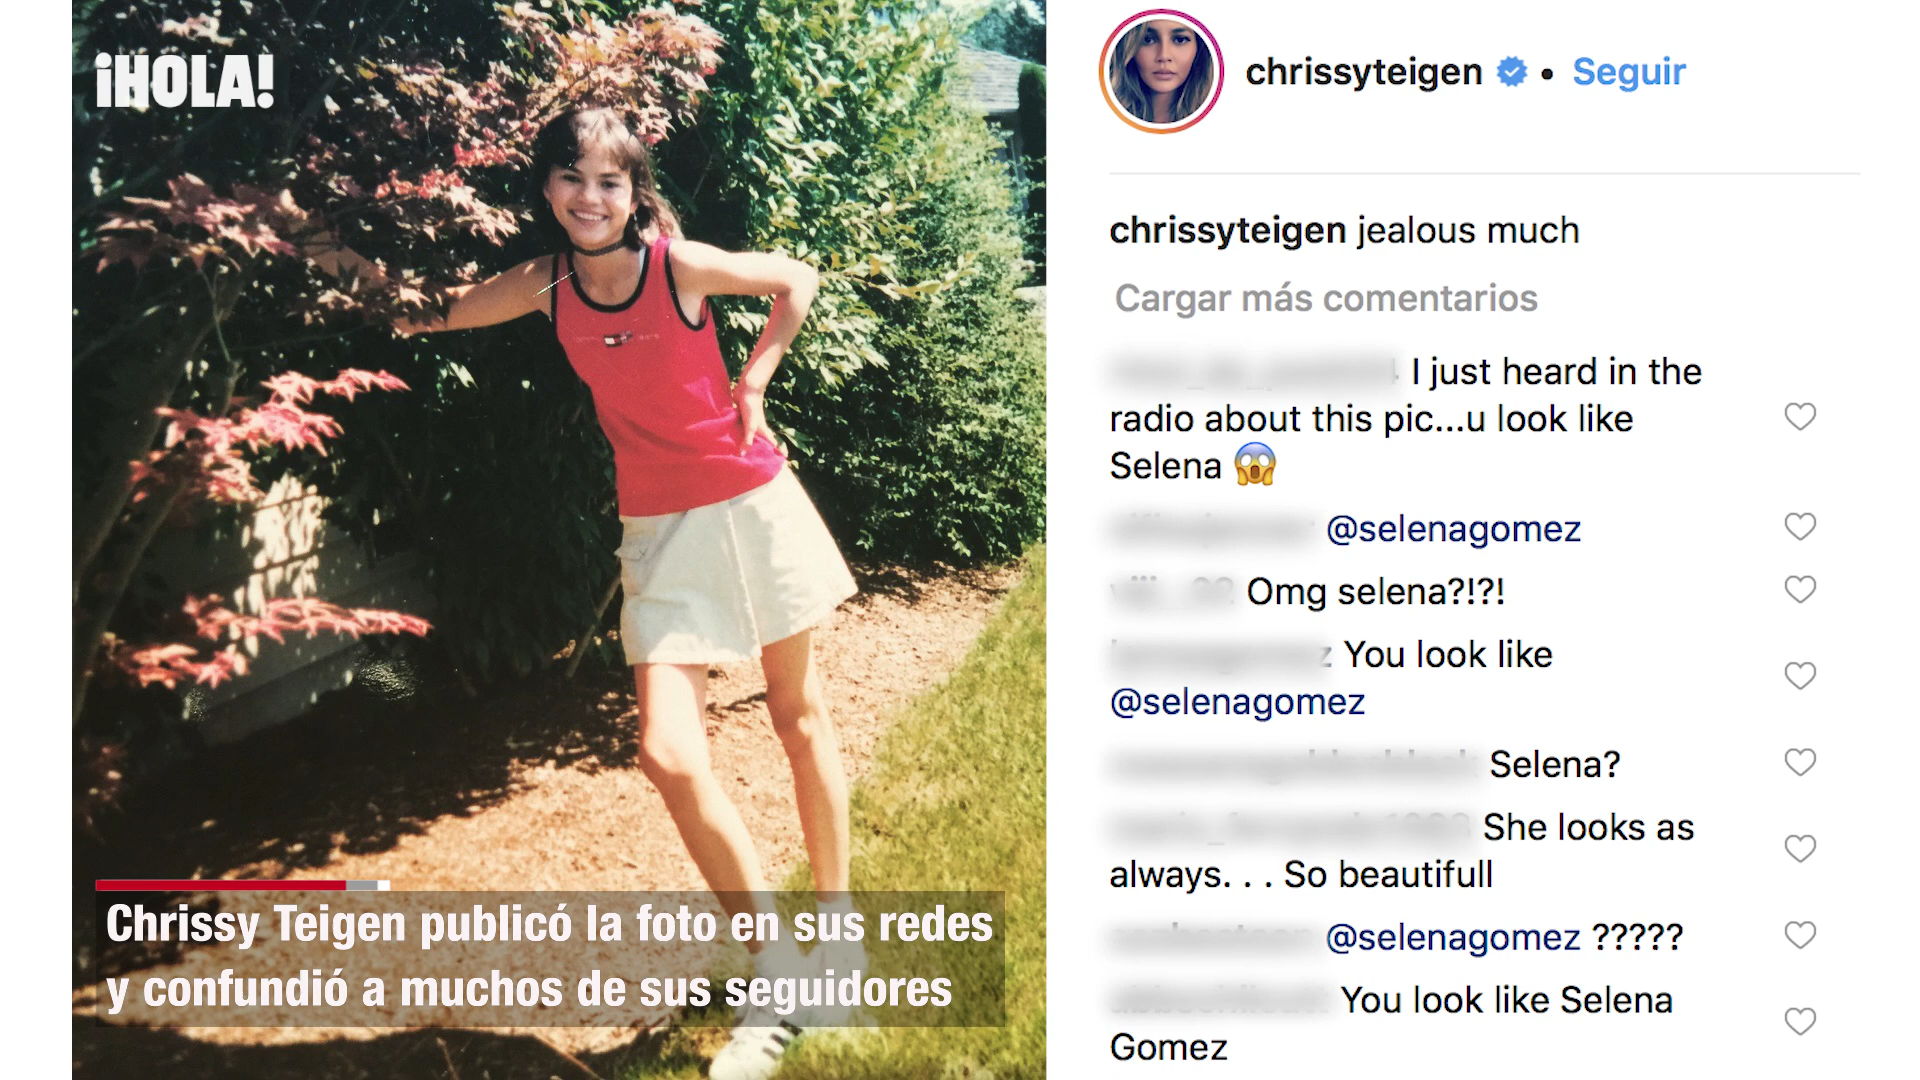 ¡HOLA!
Chrissy Teigen publicó la foto en sus redes
y confundió a muchos de sus seguidores
chrissyteigen • Seguir
chrissyteigen jealous much
Cargar más comentarios
I just heard in the
radio about this pic...u look like
Selena 😱
@selenagomez
Omg selena?!?!
You look like
@selenagomez
Selena?
She looks as
always. . . So beautifull
@selenagomez ?????
You look like Selena
Gomez